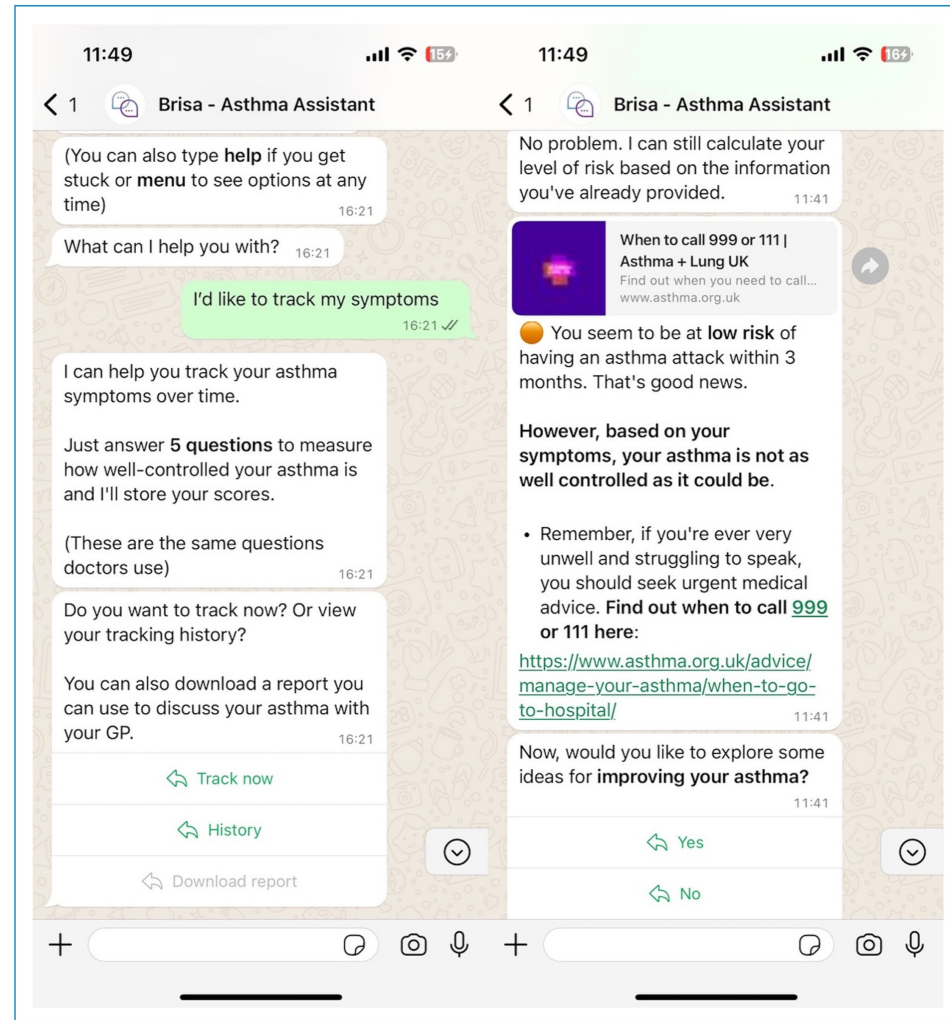 11:49
15
1
Brisa - Asthma Assistant
(You can also type help if you get
stuck or menu to see options at any
time)
16:21
What can I help you with?
16:21
I'd like to track my symptoms
16:21
I can help you track your asthma
symptoms over time.
Just answer 5 questions to measure
how well-controlled your asthma is
and I'll store your scores.
(These are the same questions
doctors use)
16:21
Do you want to track now? Or view
your tracking history?
You can also download a report you
can use to discuss your asthma with
your GP.
16:21
Track now
History
Download report
11:49
16
1
Brisa - Asthma Assistant
No problem. I can still calculate your
level of risk based on the information
you've already provided.
11:41
When to call 999 or 111 |
Asthma + Lung UK
Find out when you need to call...
www.asthma.org.uk
You seem to be at low risk of
having an asthma attack within 3
months. That's good news.
However, based on your
symptoms, your asthma is not as
well controlled as it could be.
• Remember, if you're ever very
unwell and struggling to speak,
you should seek urgent medical
advice. Find out when to call 999
or 111 here:
https://www.asthma.org.uk/advice/
manage-your-asthma/when-to-go-
to-hospital/
11:41
Now, would you like to explore some
ideas for improving your asthma?
11:41
Yes
No